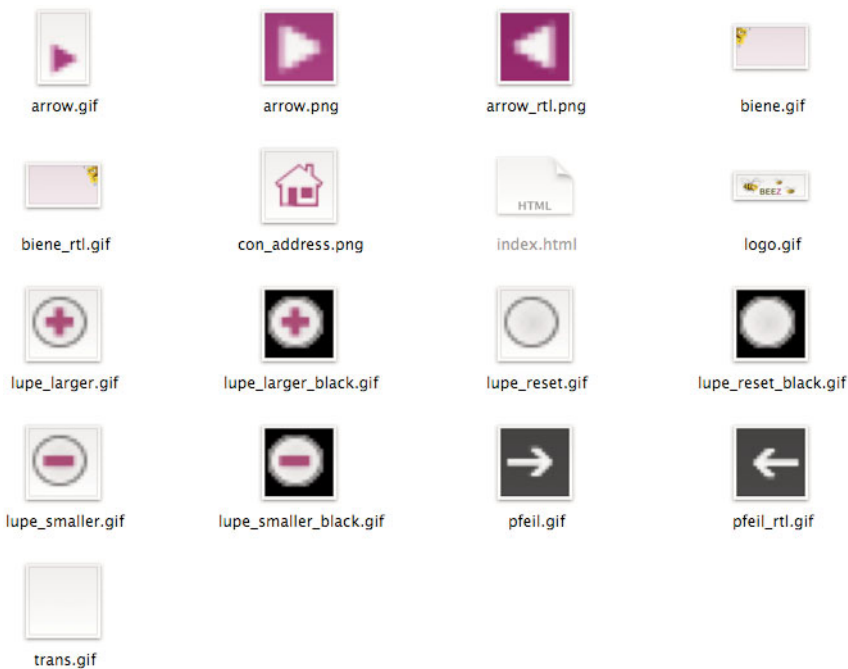 arrow.gif
arrow.png
arrow_rtl.png
biene.gif
BEEZ
HTML
biene_rtl.gif
con_address.png
index.html
logo.gif
lupe_larger.gif
lupe_larger_black.gif
lupe_reset.gif
lupe_reset_black.gif
lupe_smaller.gif
lupe_smaller_black.gif
pfeil.gif
pfeil_rtl.gif
trans.gif